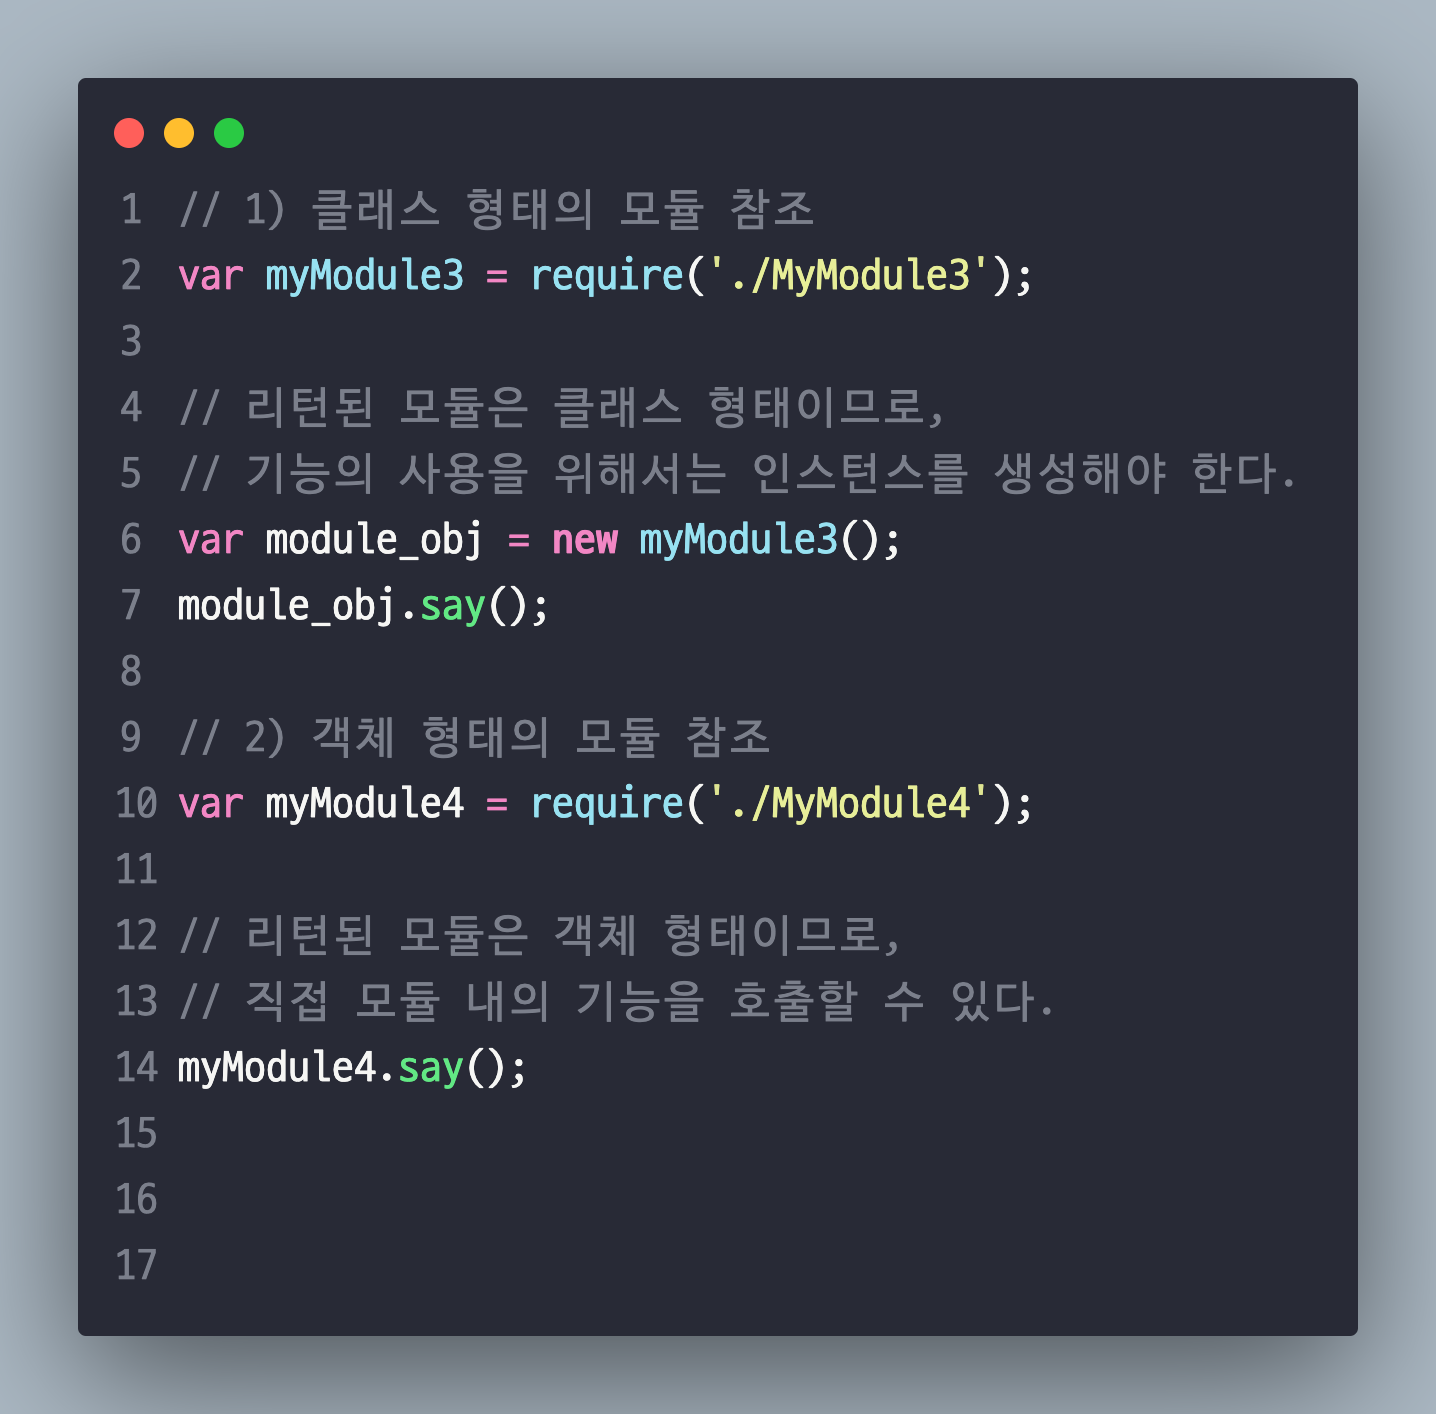 1 // 1) 클래스 형태의 모듈 참조
2 var myModule3 = require('./MyModule3');
3
4 // 리턴된 모듈은 클래스 형태이므로,
5 // 기능의 사용을 위해서는 인스턴스를 생성해야 한다.
6 var module_obj = new myModule3();
7 module_obj.say();
8
9 // 2) 객체 형태의 모듈 참조
10 var myModule4 = require('./MyModule4');
11
12 // 리턴된 모듈은 객체 형태이므로,
13 // 직접 모듈 내의 기능을 호출할 수 있다.
14 myModule4.say();
15
16
17